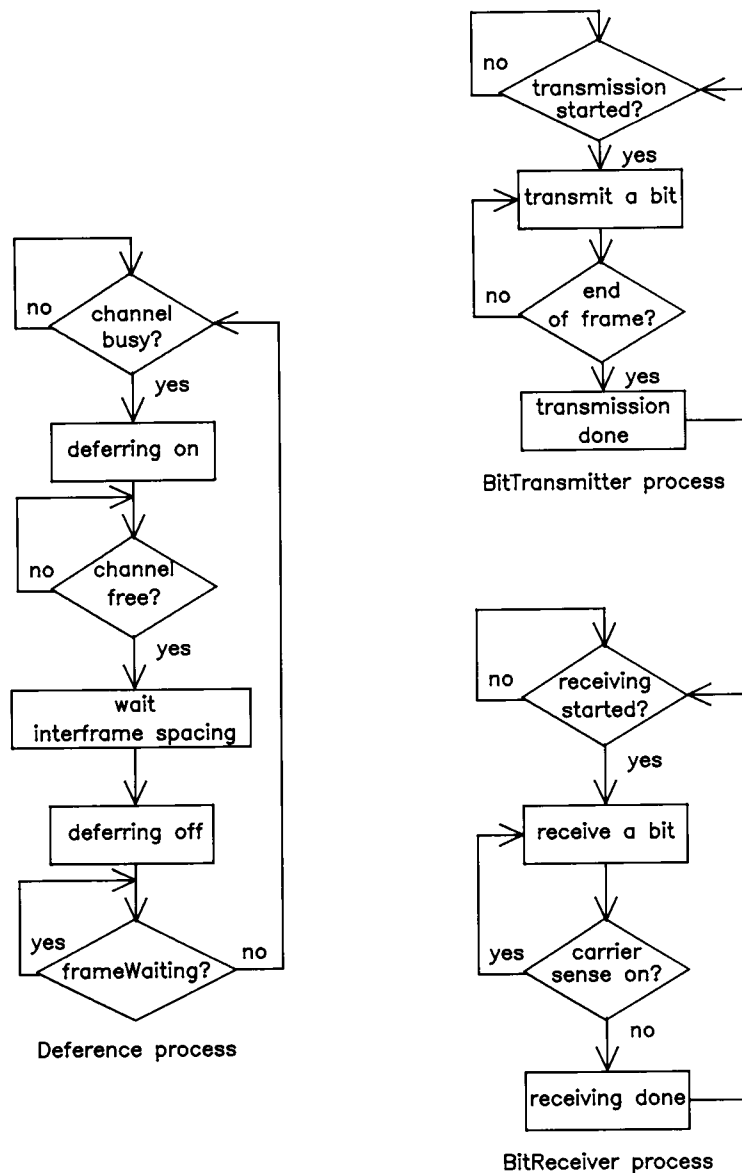 no
channel
busy?
yes
deferring on
no
channel
free?
yes
wait
interframe spacing
deferring off
yes
frameWaiting?
no
Deference process
no
transmission
started?
yes
transmit a bit
no
end
of frame?
yes
transmission
done
BitTransmitter process
no
receiving
started?
yes
receive a bit
yes
carrier
sense on?
no
receiving done
BitReceiver process